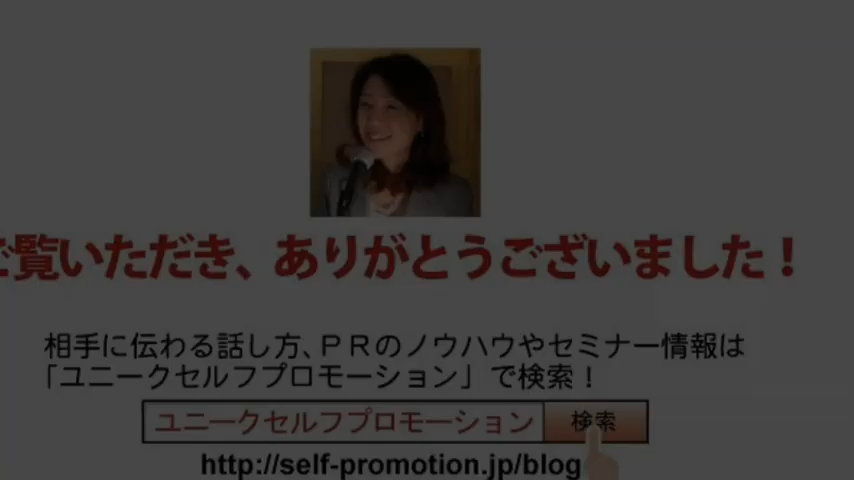 ご覧いただき、ありがとうございました！
相手に伝わる話し方、ＰＲのノウハウやセミナー情報は
「ユニークセルフプロモーション」で検索！
ユニークセルフプロモーション 検索
http://self-promotion.jp/blog